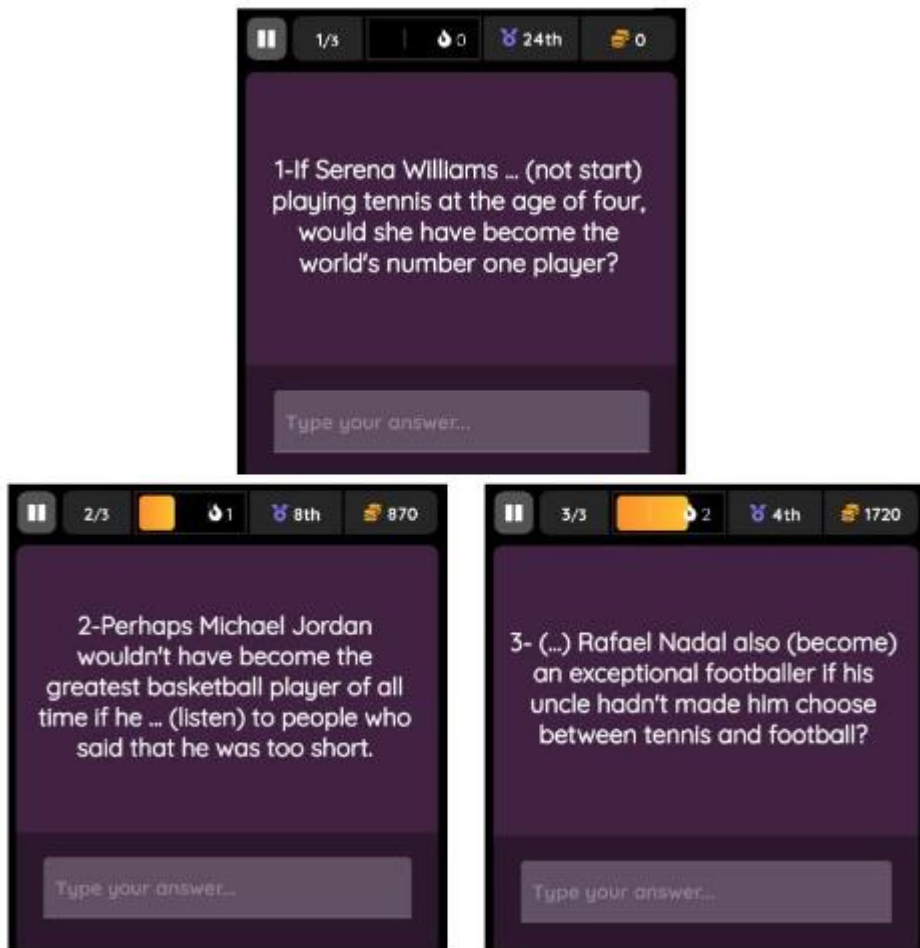 1/3 0 24th 0
1-If Serena Williams ... (not start)
playing tennis at the age of four,
would she have become the
world's number one player?
Type your answer...
2/3 1 8th 870
2-Perhaps Michael Jordan
wouldn't have become the
greatest basketball player of all
time if he ... (listen) to people who
said that he was too short.
Type your answer...
3/3 2 4th 1720
3- (...) Rafael Nadal also (become)
an exceptional footballer if his
uncle hadn't made him choose
between tennis and football?
Type your answer...